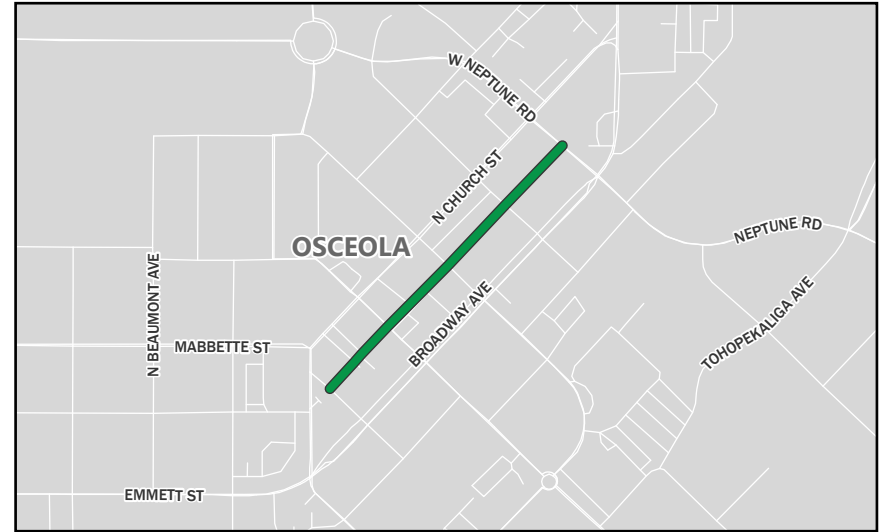 W NEPTUNE RD
N CHURCH ST
OSCEOLA
NEPTUNE RD
N BEAUMONT AVE
TOHOPEKALIGA AVE
BROADWAY AVE
MABBETTE ST
EMMETT ST